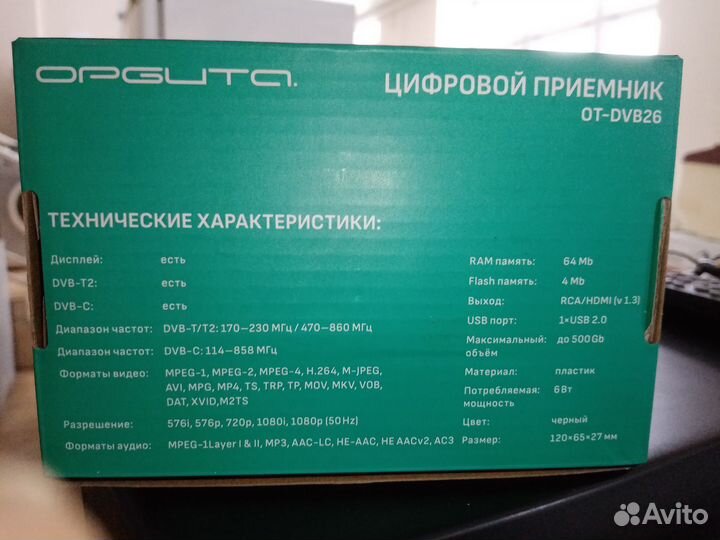 ОРБИТА.
ЦИФРОВОЙ ПРИЕМНИК
OT-DVB26
ТЕХНИЧЕСКИЕ ХАРАКТЕРИСТИКИ:
Дисплей: есть
DVB-T2: есть
DVB-C: есть
Диапазон частот: DVB-T/T2: 170–230 МГц / 470–860 МГц
Диапазон частот: DVB-C: 114–858 МГц
Форматы видео: MPEG-1, MPEG-2, MPEG-4, H.264, M-JPEG,
AVI, MPG, MP4, TS, TRP, TP, MOV, MKV, VOB,
DAT, XVID,M2TS
Разрешение: 576i, 576p, 720p, 1080i, 1080p (50Hz)
Форматы аудио: MPEG-1Layer I & II, MP3, AAC-LC, HE-AAC, HE AACv2, AC3
RAM память: 64 Mb
Flash память: 4 Mb
Выход: RCA/HDMI (v 1.3)
USB порт: 1×USB 2.0
Максимальный до 500Gb
объём
Материал: пластик
Потребляемая 6 Вт
мощность
Цвет: черный
Размер: 120×65×27 мм
Avito